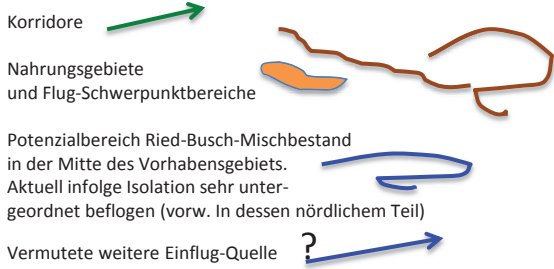 Korridore
Nahrungsgebiete
und Flug-Schwerpunktbereiche
Potenzialbereich Ried-Busch-Mischbestand
in der Mitte des Vorhabensgebiets.
Aktuell infolge Isolation sehr unter-
geordnet beflogen (vorw. In dessen nördlichem Teil)
Vermutete weitere Einflug-Quelle ?